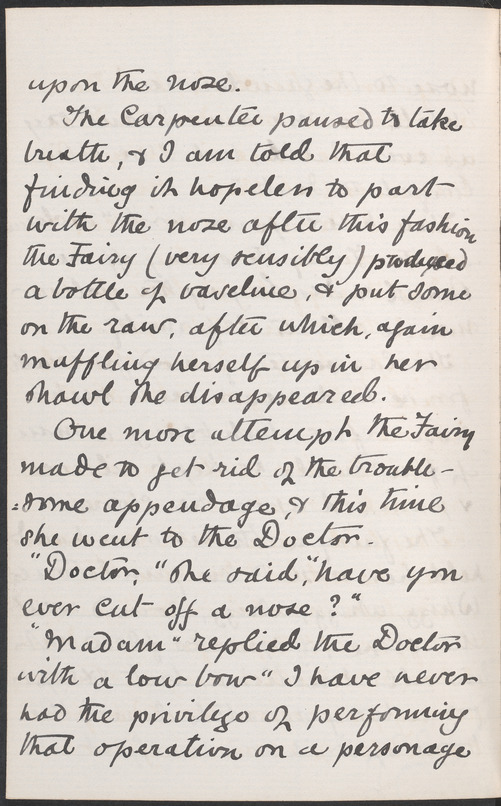 upon the nose.
The Carpenter paused to take
breath, & I am told that
finding it hopeless to part
with the nose after this fashion
the Fairy (very sensibly) produced
a bottle of vaseline, & put some
on the raw, after which, again
muffling herself up in her
shawl she disappeared.
One more attempt the Fairy
made to get rid of the trouble-
=some appendage, & this time
she went to the Doctor.
"Doctor," she said, "have you
ever cut off a nose?"
"Madam" replied the Doctor
with a low bow "I have never
had the privilege of performing
that operation on a personage